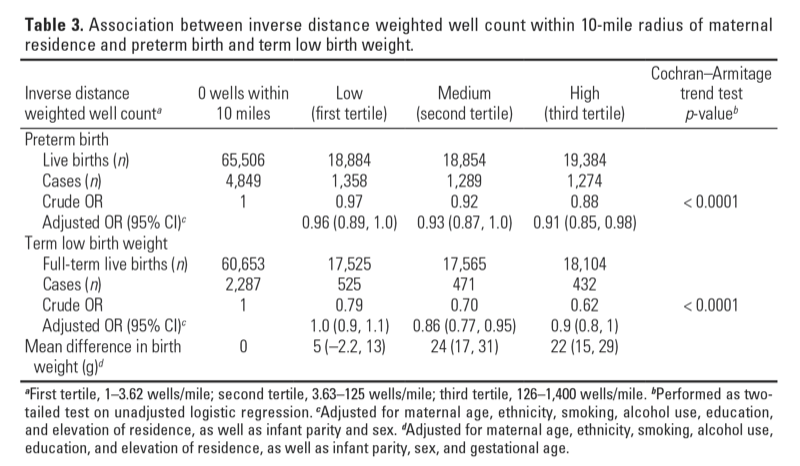 Table 3. Association between inverse distance weighted well count within 10-mile radius of maternal
residence and preterm birth and term low birth weight.
Inverse distance weighted well countᵃ | 0 wells within 10 miles | Low (first tertile) | Medium (second tertile) | High (third tertile) | Cochran–Armitage trend test p-valueᵇ
Preterm birth
Live births (n) 65,506 18,884 18,854 19,384
Cases (n) 4,849 1,358 1,289 1,274
Crude OR 1 0.97 0.92 0.88 < 0.0001
Adjusted OR (95% CI)ᶜ 0.96 (0.89, 1.0) 0.93 (0.87, 1.0) 0.91 (0.85, 0.98)
Term low birth weight
Full-term live births (n) 60,653 17,525 17,565 18,104
Cases (n) 2,287 525 471 432
Crude OR 1 0.79 0.70 0.62 < 0.0001
Adjusted OR (95% CI)ᶜ 1.0 (0.9, 1.1) 0.86 (0.77, 0.95) 0.9 (0.8, 1)
Mean difference in birth 0 5 (–2.2, 13) 24 (17, 31) 22 (15, 29)
weight (g)ᵈ
ᵃFirst tertile, 1–3.62 wells/mile; second tertile, 3.63–125 wells/mile; third tertile, 126–1,400 wells/mile. ᵇPerformed as two-
tailed test on unadjusted logistic regression. ᶜAdjusted for maternal age, ethnicity, smoking, alcohol use, education,
and elevation of residence, as well as infant parity and sex. ᵈAdjusted for maternal age, ethnicity, smoking, alcohol use,
education, and elevation of residence, as well as infant parity, sex, and gestational age.